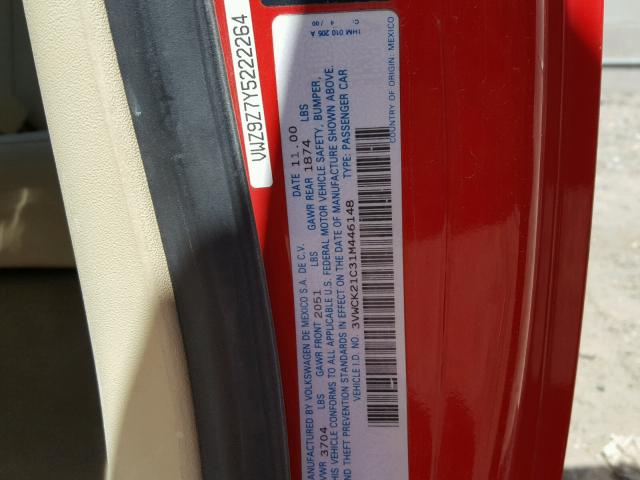 VWZ9Z7Y5222264
MANUFACTURED BY VOLKSWAGEN DE MEXICO S.A. DE C.V. DATE 11.00
GVWR 3704 LBS GAWR FRONT 2051 LBS GAWR REAR 1874 LBS
THIS VEHICLE CONFORMS TO ALL APPLICABLE U.S. FEDERAL MOTOR VEHICLE SAFETY, BUMPER,
AND THEFT PREVENTION STANDARDS IN EFFECT ON THE DATE OF MANUFACTURE SHOWN ABOVE.
VEHICLE I.D. NO. 3VWCK21C31M446148 TYPE: PASSENGER CAR
1HM 010 205 A
4 / 00
COUNTRY OF ORIGIN: MEXICO